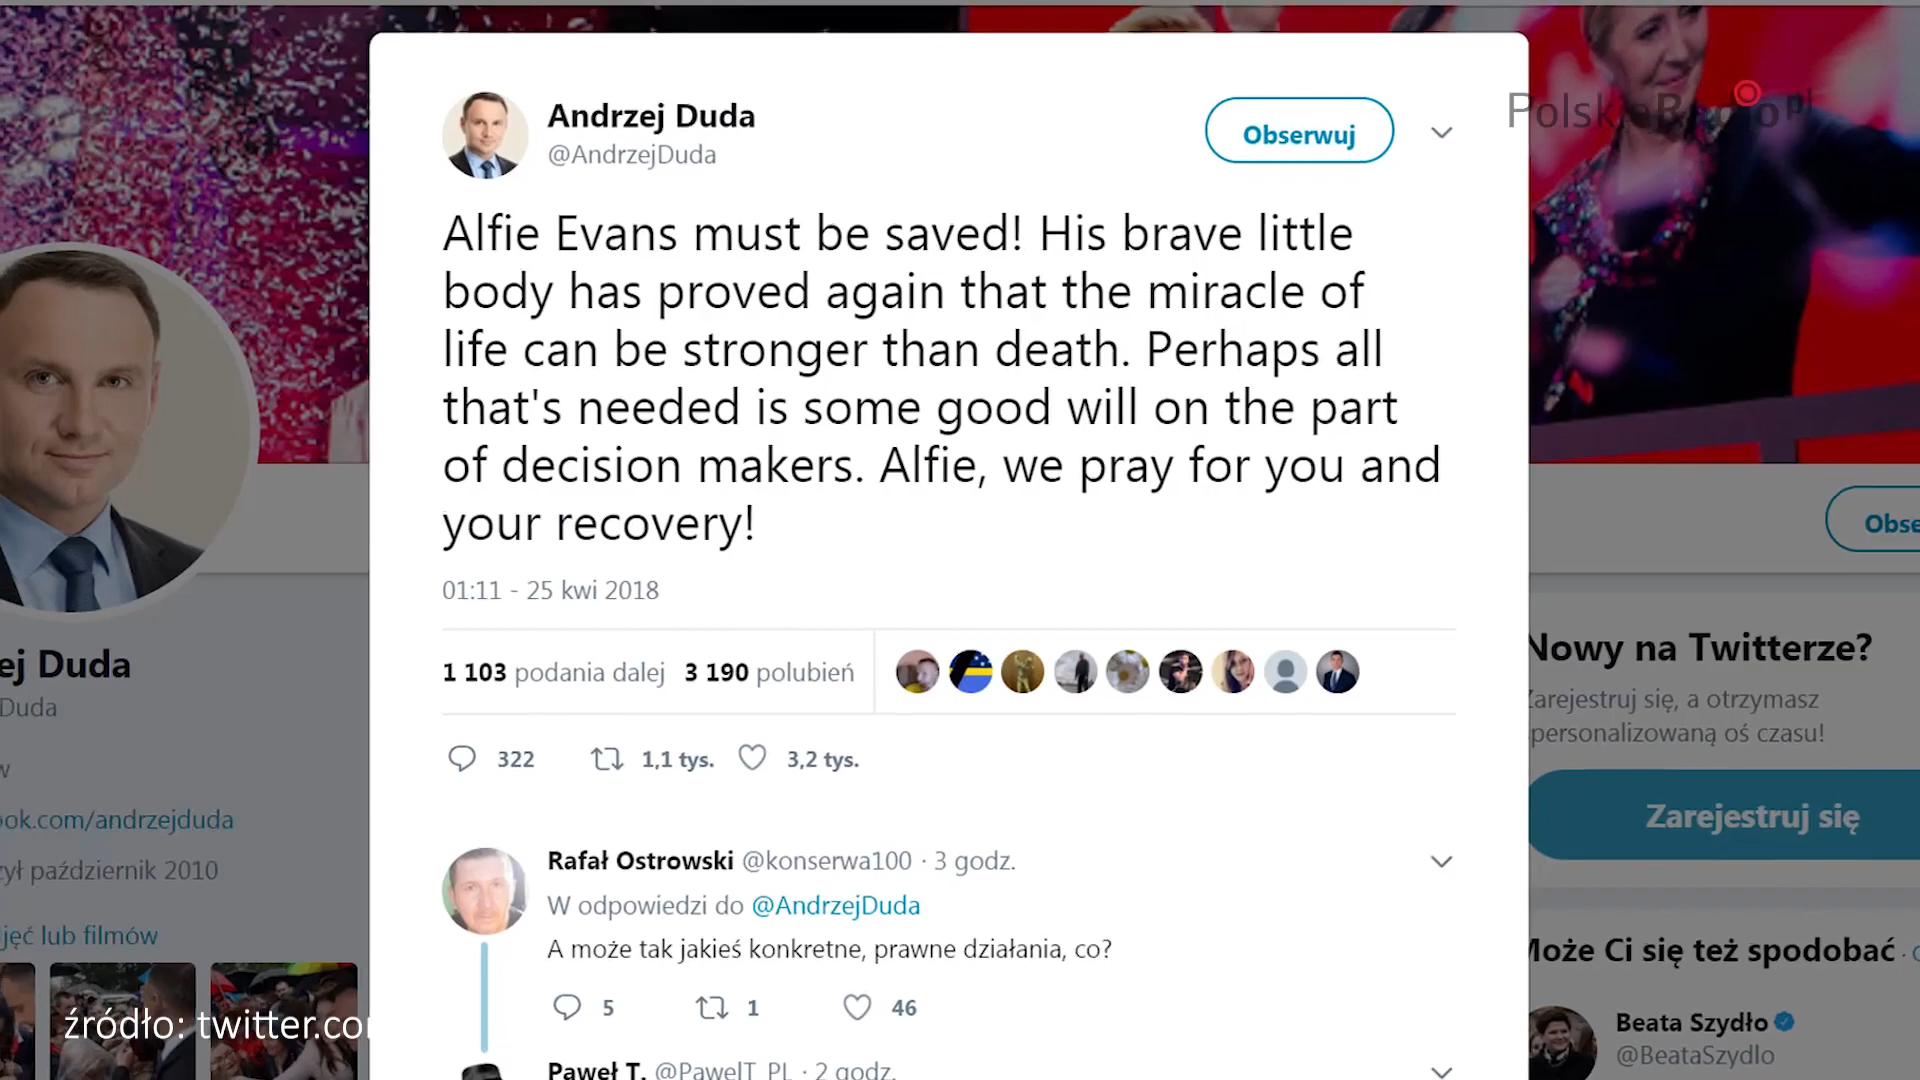 Andrzej Duda
@AndrzejDuda
Obserwuj
PolskieRadio.pl
Alfie Evans must be saved! His brave little
body has proved again that the miracle of
life can be stronger than death. Perhaps all
that's needed is some good will on the part
of decision makers. Alfie, we pray for you and
your recovery!
01:11 - 25 kwi 2018
1 103 podania dalej 3 190 polubień
322 1,1 tys. 3,2 tys.
Rafał Ostrowski @konserwa100 · 3 godz.
W odpowiedzi do @AndrzejDuda
A może tak jakieś konkretne, prawne działania, co?
5 1 46
Paweł T. @PawelT_PL · 2 godz.
ej Duda
Duda
w
ook.com/andrzejduda
ył październik 2010
jęć lub filmów
źródło: twitter.co
Obse
Nowy na Twitterze?
Zarejestruj się, a otrzymasz
personalizowaną oś czasu!
Zarejestruj się
Może Ci się też spodobać ·
Beata Szydło
@BeataSzydlo